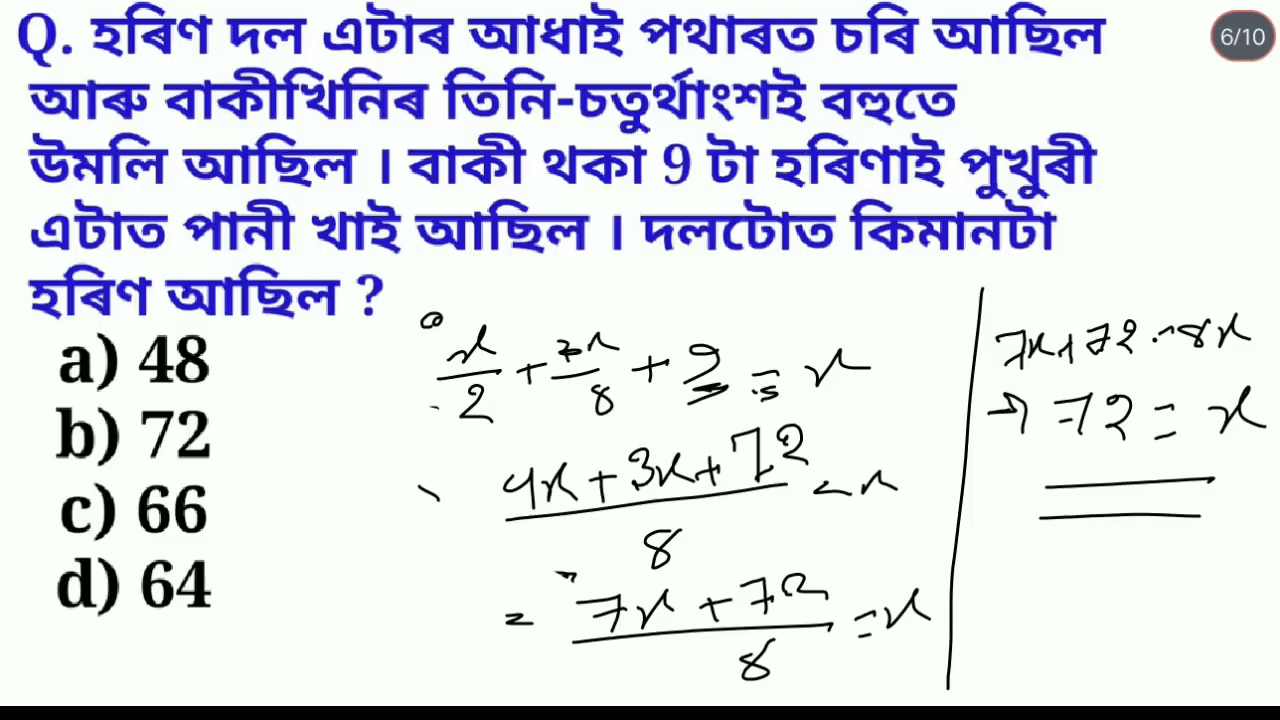 Q. হৰিণ দল এটাৰ আধাই পথাৰত চৰি আছিল
6/10
আৰু বাকীখিনিৰ তিনি-চতুৰ্থাংশই বহুতে
উমলি আছিল । বাকী থকা 9 টা হৰিণাই পুখুৰী
এটাত পানী খাই আছিল । দলটোত কিমানটা
হৰিণ আছিল ?
a) 48
b) 72
c) 66
d) 64
x/2 + 3x/8 + 9 = x
4x + 3x + 72 / 8 = x
= 7x + 72 / 8 = x
7x + 72 = 8x
⇒ 72 = x